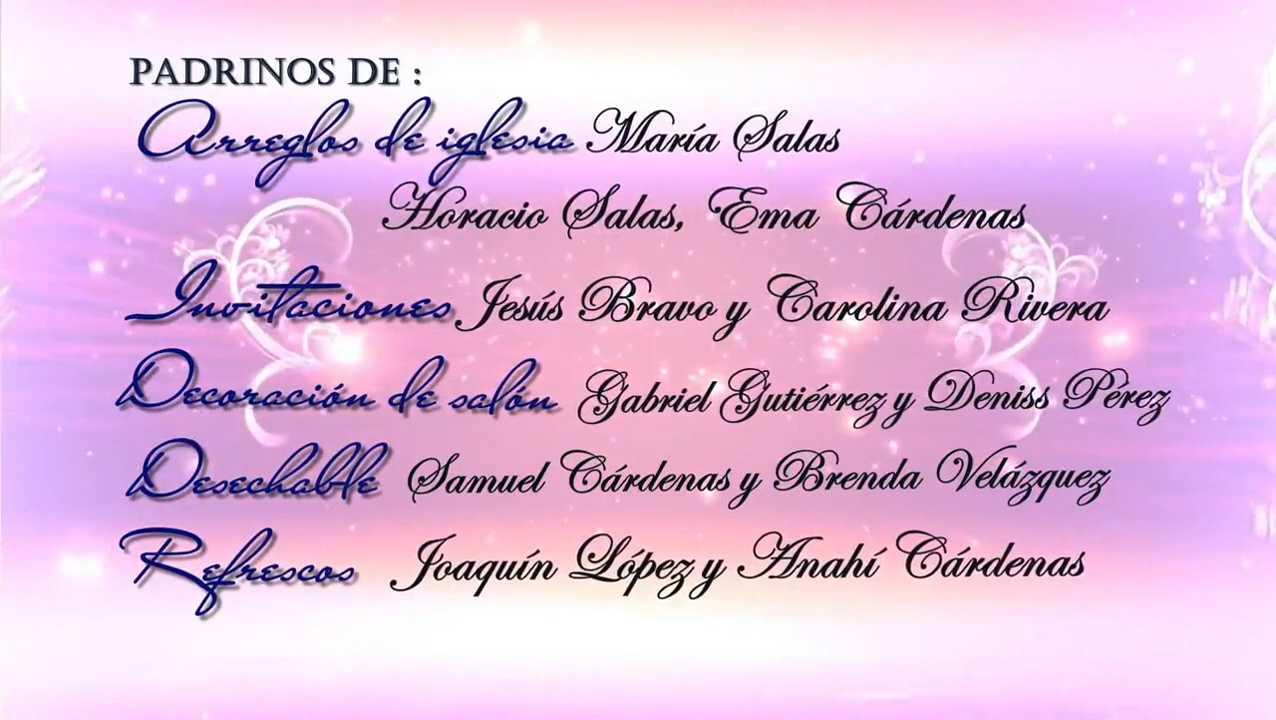 PADRINOS DE :
Arreglos de iglesia María Salas
Horacio Salas, Ema Cárdenas
Invitaciones Jesús Bravo y Carolina Rivera
Decoración de salón Gabriel Gutiérrez y Deniss Pérez
Desechable Samuel Cárdenas y Brenda Velázquez
Refrescos Joaquín López y Anahí Cárdenas